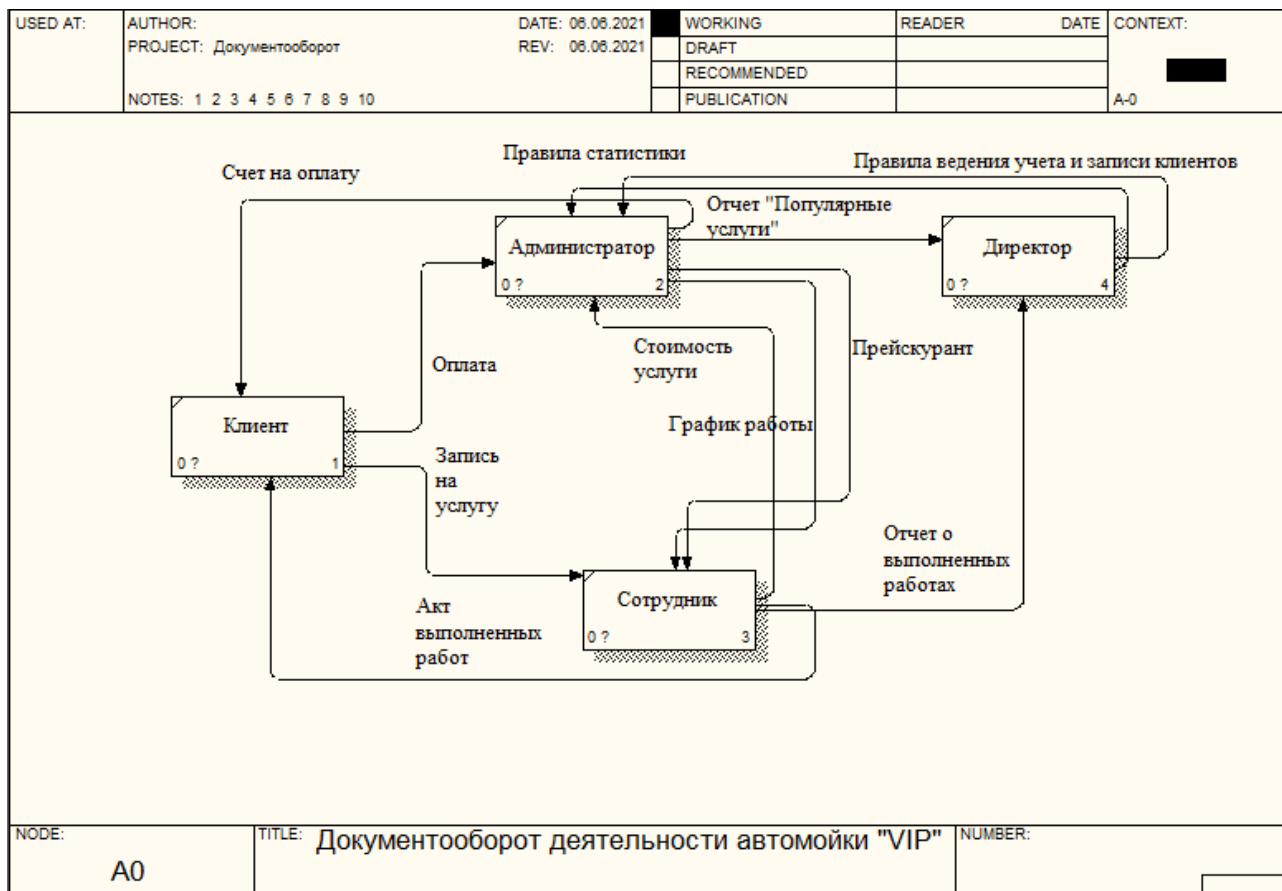 USED AT:
AUTHOR:
DATE: 06.06.2021
WORKING
READER
DATE
CONTEXT:
PROJECT: Документооборот
REV: 06.06.2021
DRAFT
RECOMMENDED
NOTES: 1 2 3 4 5 6 7 8 9 10
PUBLICATION
A-0
Правила статистики
Правила ведения учета и записи клиентов
Счет на оплату
Отчет "Популярные
услуги"
Администратор
0 ?
2
Директор
0 ?
4
Стоимость
услуги
Прейскурант
Оплата
Клиент
0 ?
1
График работы
Запись
на
услугу
Отчет о
выполненных
работах
Сотрудник
0 ?
3
Акт
выполненных
работ
NODE:
A0
TITLE: Документооборот деятельности автомойки "VIP"
NUMBER: